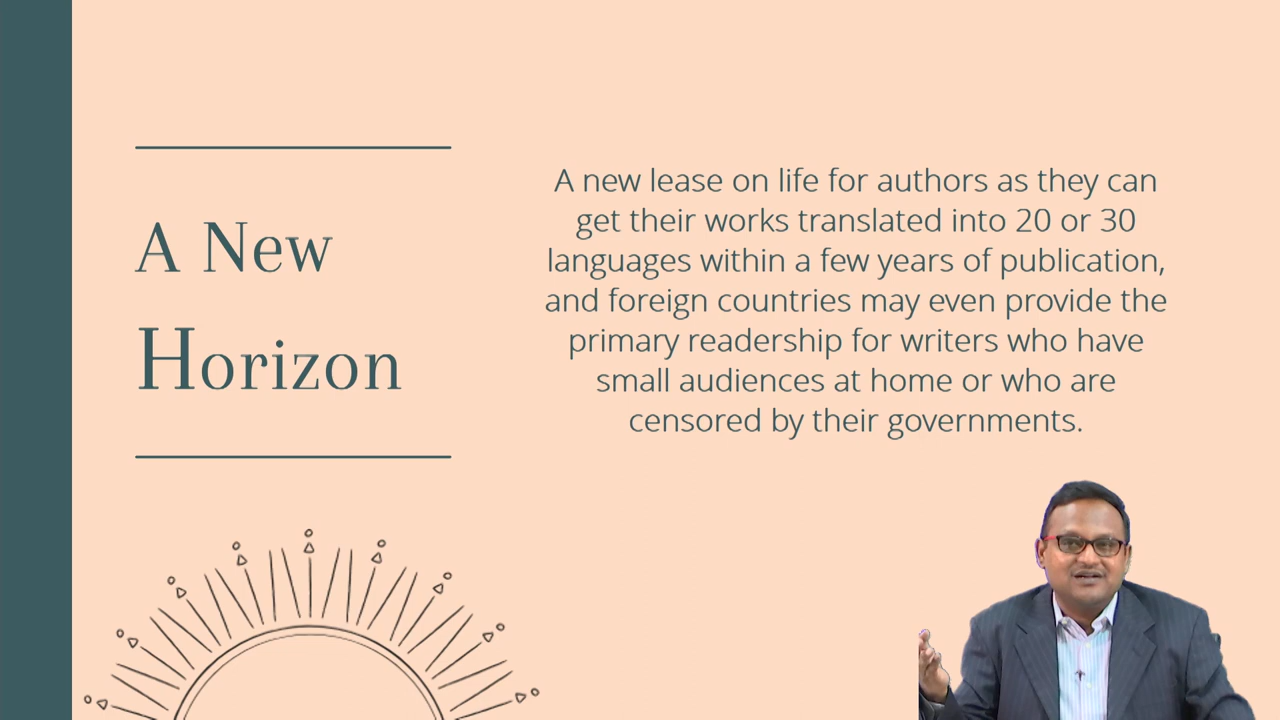 A New
Horizon
A new lease on life for authors as they can
get their works translated into 20 or 30
languages within a few years of publication,
and foreign countries may even provide the
primary readership for writers who have
small audiences at home or who are
censored by their governments.